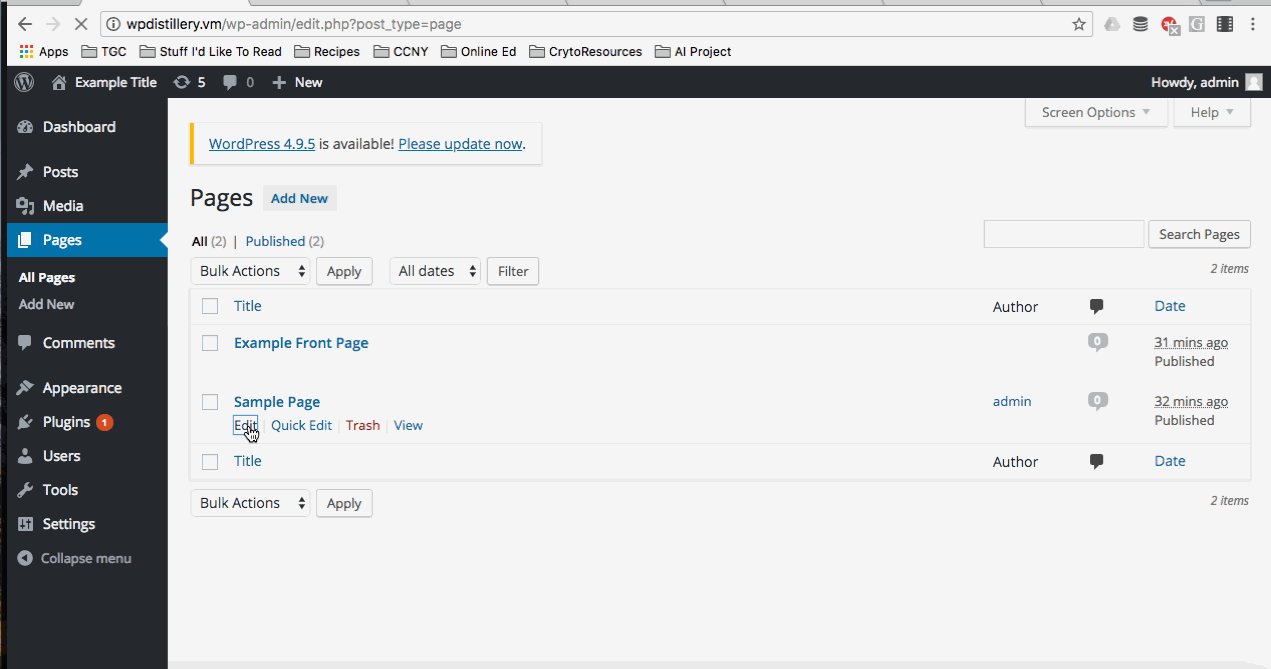 wpdistillery.vm/wp-admin/edit.php?post_type=page
Apps TGC Stuff I'd Like To Read Recipes CCNY Online Ed CrytoResources AI Project
Example Title 5 0 New Howdy, admin
Screen Options Help
Dashboard
Posts
Media
Pages
All Pages
Add New
Comments
Appearance
Plugins 1
Users
Tools
Settings
Collapse menu
WordPress 4.9.5 is available! Please update now.
Pages Add New
All (2) | Published (2)
Search Pages
Bulk Actions Apply All dates Filter
2 items
Title Author Date
Example Front Page 0 31 mins ago
Published
Sample Page admin 0 32 mins ago
Published
Edit | Quick Edit | Trash | View
Title Author Date
Bulk Actions Apply
2 items